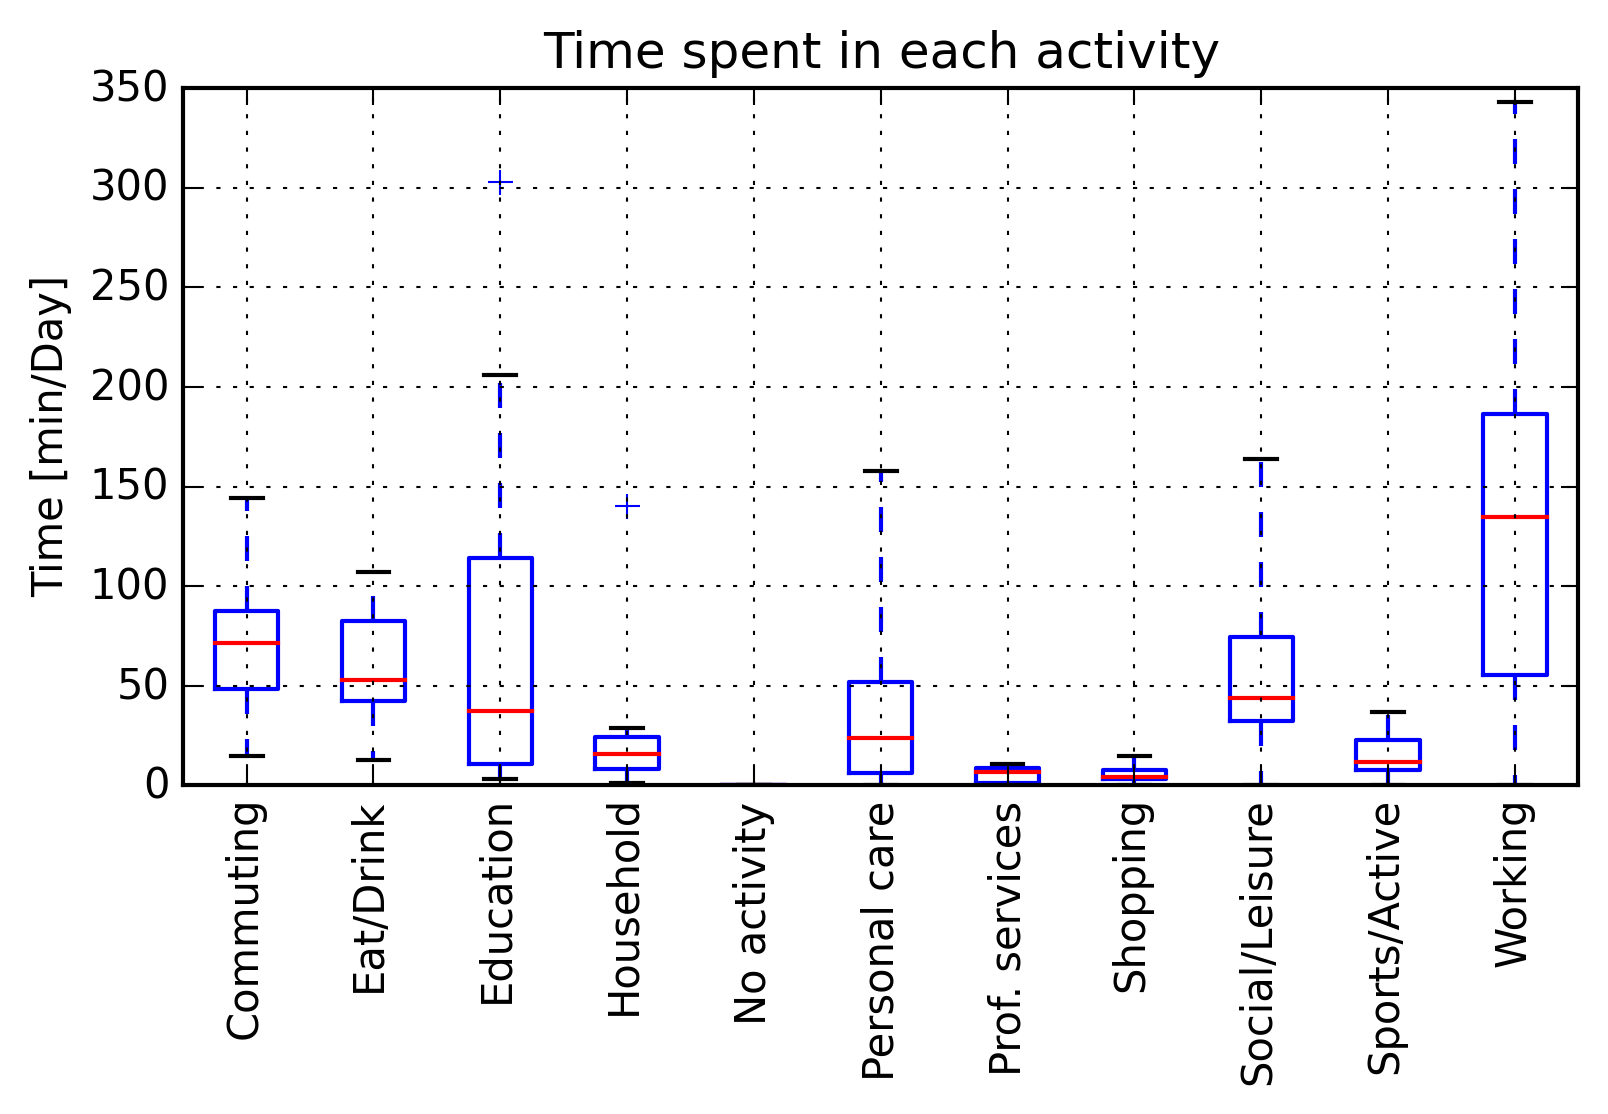 Time spent in each activity
Time [min/Day]
350
300
250
200
150
100
50
0
Commuting
Eat/Drink
Education
Household
No activity
Personal care
Prof. services
Shopping
Social/Leisure
Sports/Active
Working